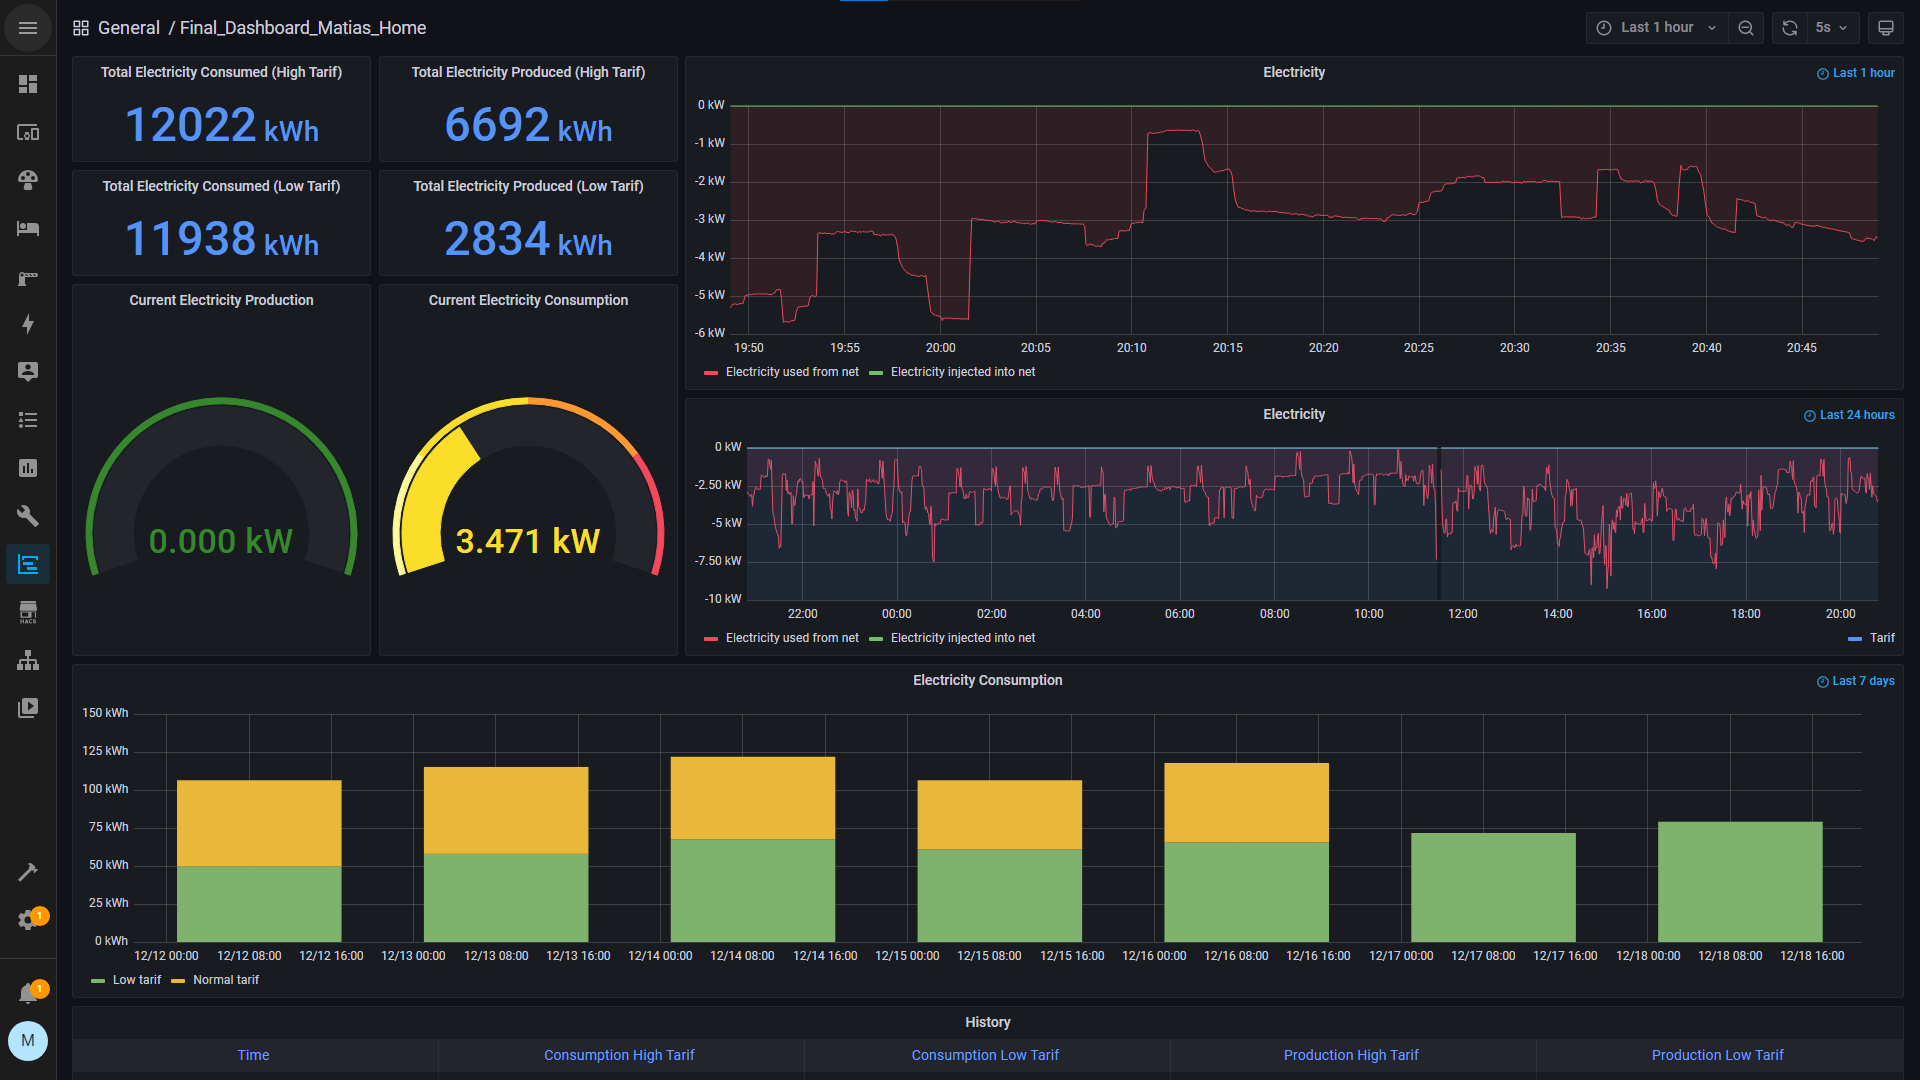 General / Final_Dashboard_Matias_Home
Last 1 hour
5s
Total Electricity Consumed (High Tarif)
12022 kWh
Total Electricity Produced (High Tarif)
6692 kWh
Total Electricity Consumed (Low Tarif)
11938 kWh
Total Electricity Produced (Low Tarif)
2834 kWh
Current Electricity Production
0.000 kW
Current Electricity Consumption
3.471 kW
Electricity
Last 1 hour
0 kW
-1 kW
-2 kW
-3 kW
-4 kW
-5 kW
-6 kW
19:50 19:55 20:00 20:05 20:10 20:15 20:20 20:25 20:30 20:35 20:40 20:45
Electricity used from net Electricity injected into net
Electricity
Last 24 hours
0 kW
-2.50 kW
-5 kW
-7.50 kW
-10 kW
22:00 00:00 02:00 04:00 06:00 08:00 10:00 12:00 14:00 16:00 18:00 20:00
Electricity used from net Electricity injected into net Tarif
Electricity Consumption
Last 7 days
150 kWh
125 kWh
100 kWh
75 kWh
50 kWh
25 kWh
0 kWh
12/12 00:00 12/12 08:00 12/12 16:00 12/13 00:00 12/13 08:00 12/13 16:00 12/14 00:00 12/14 08:00 12/14 16:00 12/15 00:00 12/15 08:00 12/15 16:00 12/16 00:00 12/16 08:00 12/16 16:00 12/17 00:00 12/17 08:00 12/17 16:00 12/18 00:00 12/18 08:00 12/18 16:00
Low tarif Normal tarif
History
Time Consumption High Tarif Consumption Low Tarif Production High Tarif Production Low Tarif
HACS
1
1
M